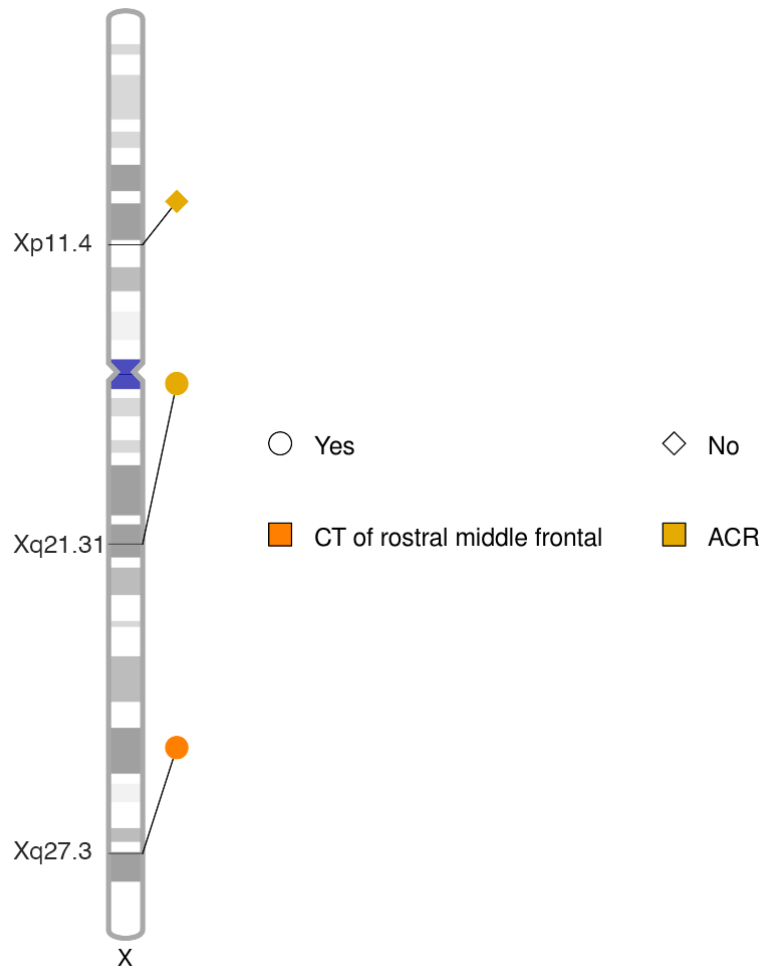 Xp11.4
Yes
No
CT of rostral middle frontal
ACR
Xq21.31
Xq27.3
X